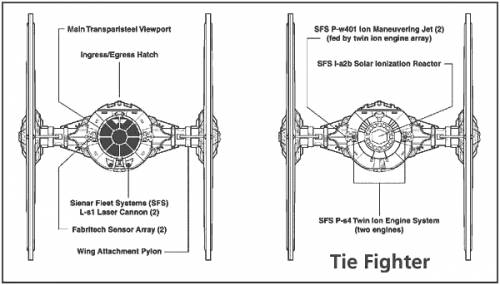 Main Transparisteel Viewport
Ingress/Egress Hatch
Sienar Fleet Systems (SFS)
L-s1 Laser Cannon (2)
Fabritech Sensor Array (2)
Wing Attachment Pylon
SFS P-w401 Ion Maneuvering Jet (2)
(fed by twin ion engine array)
SFS I-a2b Solar Ionization Reactor
SFS P-s4 Twin Ion Engine System
(two engines)
Tie Fighter